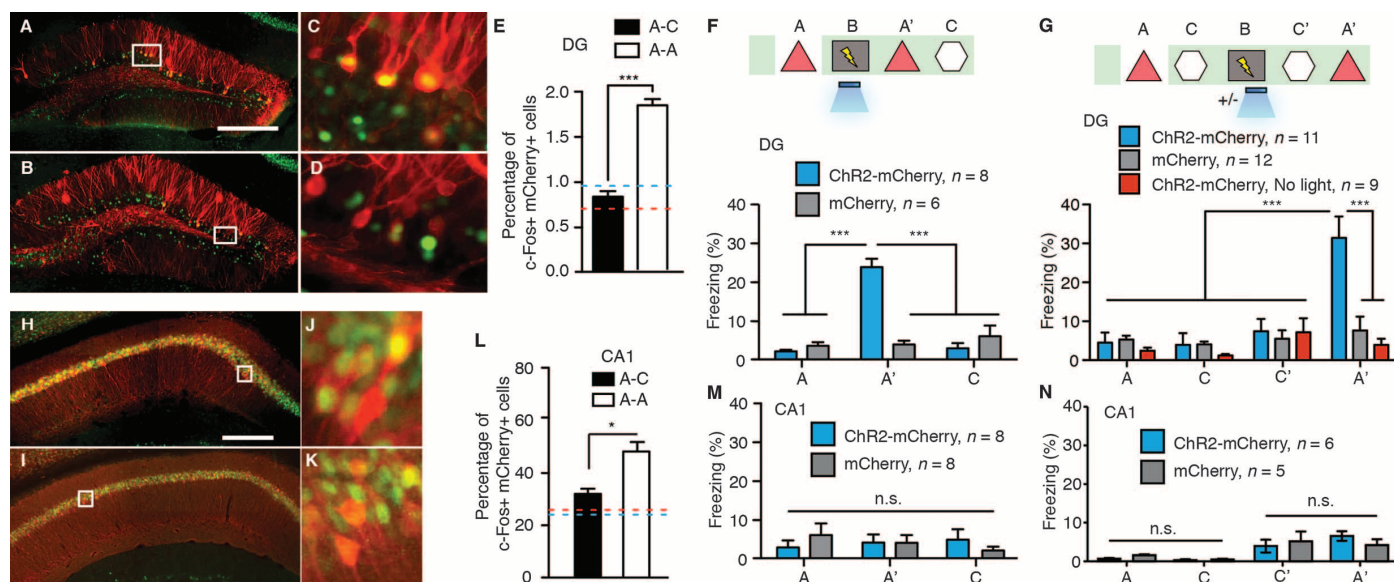 A
B
C
D
E
DG
A-C
A-A
***
Percentage of
c-Fos+ mCherry+ cells
2.0
1.5
1.0
0.5
0.0
F
A B A' C
DG
ChR2-mCherry, n = 8
mCherry, n = 6
*** ***
Freezing (%)
40
30
20
10
0
A A' C
G
A C B C' A'
+/-
DG
ChR2-mCherry, n = 11
mCherry, n = 12
ChR2-mCherry, No light, n = 9
*** ***
Freezing (%)
40
30
20
10
0
A C C' A'
H
I
J
K
L
CA1
A-C
A-A
*
Percentage of
c-Fos+ mCherry+ cells
80
60
40
20
0
M
CA1
ChR2-mCherry, n = 8
mCherry, n = 8
n.s.
Freezing (%)
40
30
20
10
0
A A' C
N
CA1
ChR2-mCherry, n = 6
mCherry, n = 5
n.s. n.s.
Freezing (%)
40
30
20
10
0
A C C' A'